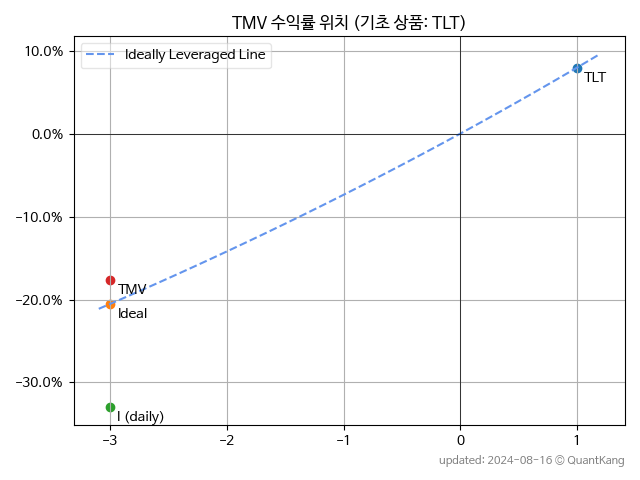 TMV 수익률 위치 (기초 상품: TLT)
10.0%
Ideally Leveraged Line
TLT
0.0%
-10.0%
TMV
-20.0%
Ideal
-30.0%
I (daily)
-3 -2 -1 0 1
updated: 2024-08-16 © QuantKang